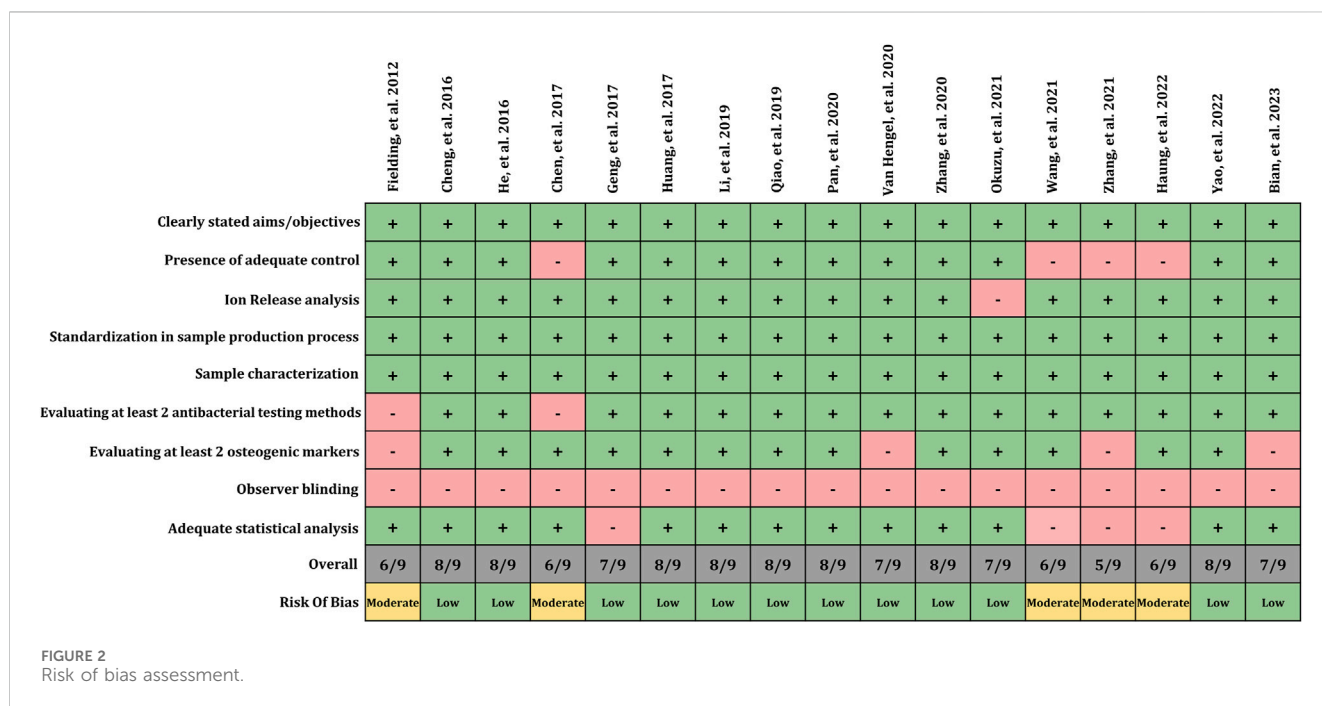 Fielding, et al. 2012
Cheng, et al. 2016
He, et al. 2016
Chen, et al. 2017
Geng, et al. 2017
Huang, et al. 2017
Li, et al. 2019
Qiao, et al. 2019
Pan, et al. 2020
Van Hengel, et al. 2020
Zhang, et al. 2020
Okuzu, et al. 2021
Wang, et al. 2021
Zhang, et al. 2021
Haung, et al. 2022
Yao, et al. 2022
Bian, et al. 2023
Clearly stated aims/objectives + + + + + + + + + + + + + + + + +
Presence of adequate control + + + - + + + + + + + + - - - + +
Ion Release analysis + + + + + + + + + + + - + + + + +
Standardization in sample production process + + + + + + + + + + + + + + + + +
Sample characterization + + + + + + + + + + + + + + + + +
Evaluating at least 2 antibacterial testing methods - + + - + + + + + + + + + + + + +
Evaluating at least 2 osteogenic markers - + + + + + + + + - + + + - + + -
Observer blinding - - - - - - - - - - - - - - - - -
Adequate statistical analysis + + + + - + + + + + + + - - - + +
Overall 6/9 8/9 8/9 6/9 7/9 8/9 8/9 8/9 8/9 7/9 8/9 7/9 6/9 5/9 6/9 8/9 7/9
Risk Of Bias Moderate Low Low Moderate Low Low Low Low Low Low Low Low Moderate Moderate Moderate Low Low
FIGURE 2
Risk of bias assessment.